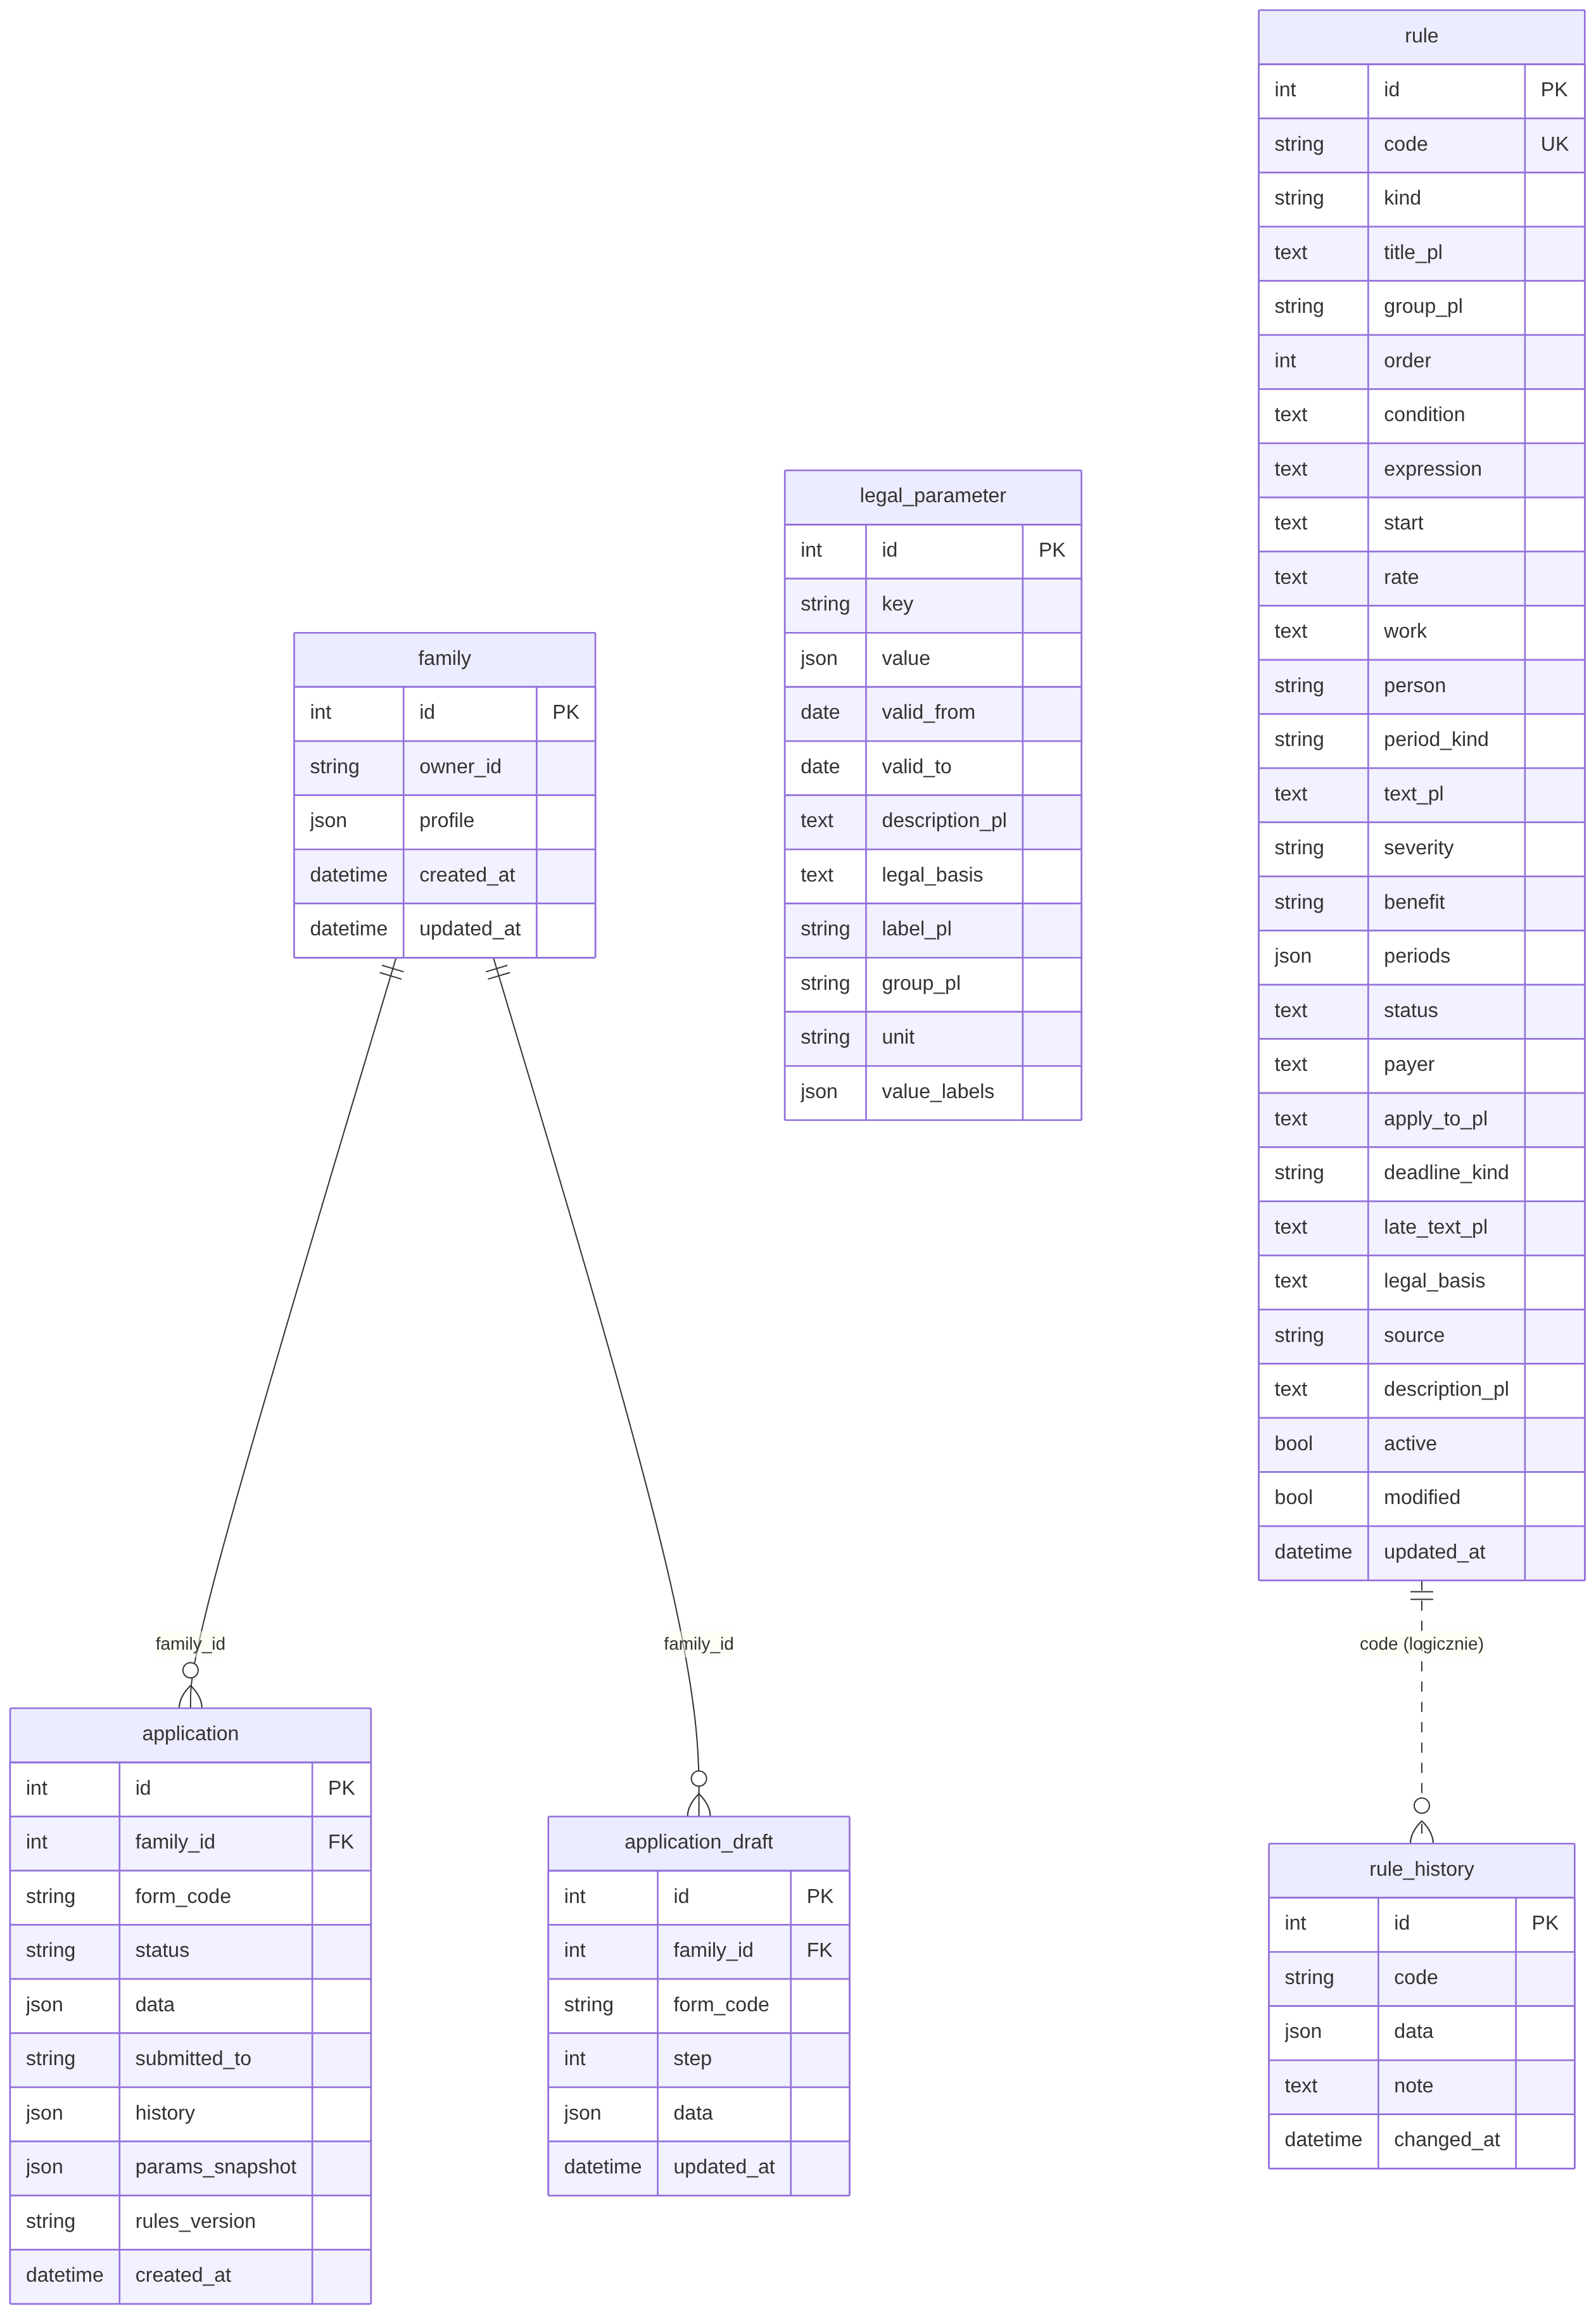 rule
int id PK
string code UK
string kind
text title_pl
string group_pl
int order
text condition
text expression
text start
text rate
text work
string person
string period_kind
text text_pl
string severity
string benefit
json periods
text status
text payer
text apply_to_pl
string deadline_kind
text late_text_pl
text legal_basis
string source
text description_pl
bool active
bool modified
datetime updated_at
legal_parameter
int id PK
string key
json value
date valid_from
date valid_to
text description_pl
text legal_basis
string label_pl
string group_pl
string unit
json value_labels
family
int id PK
string owner_id
json profile
datetime created_at
datetime updated_at
family_id
family_id
code (logicznie)
application
int id PK
int family_id FK
string form_code
string status
json data
string submitted_to
json history
json params_snapshot
string rules_version
datetime created_at
application_draft
int id PK
int family_id FK
string form_code
int step
json data
datetime updated_at
rule_history
int id PK
string code
json data
text note
datetime changed_at